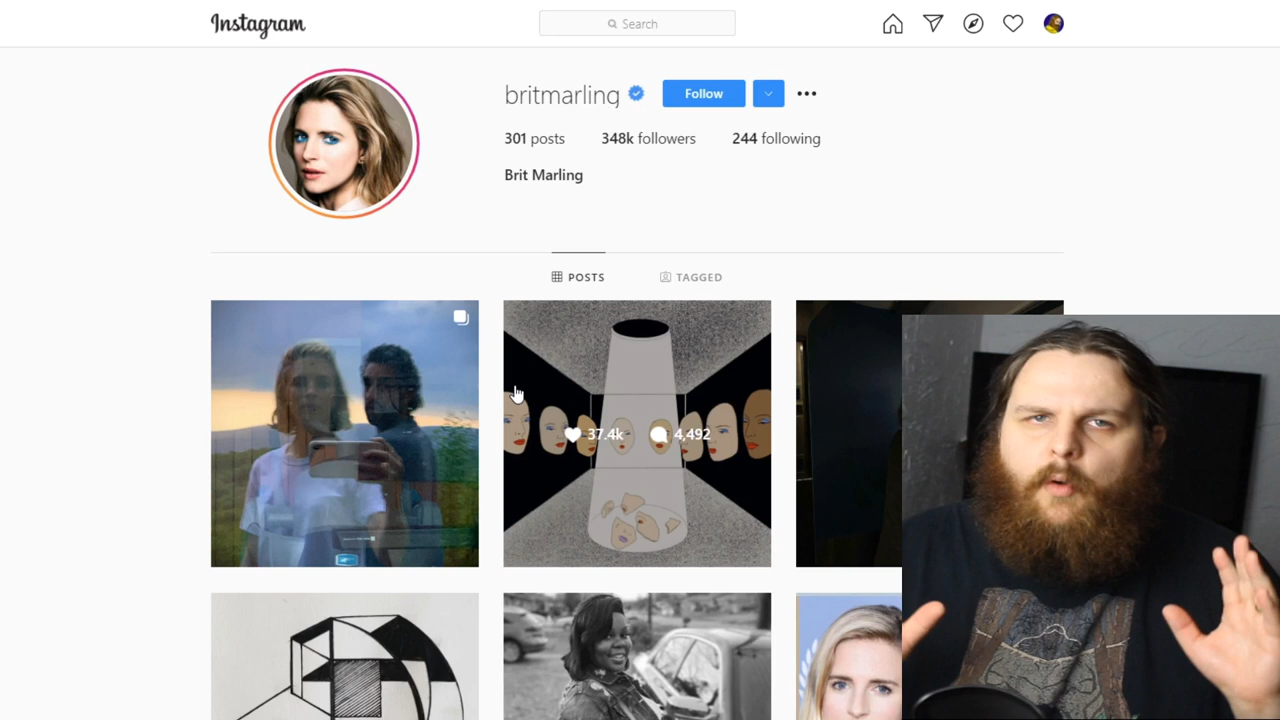 Instagram
Search
britmarling
Follow
301 posts 348k followers 244 following
Brit Marling
POSTS TAGGED
37.4k 4,492